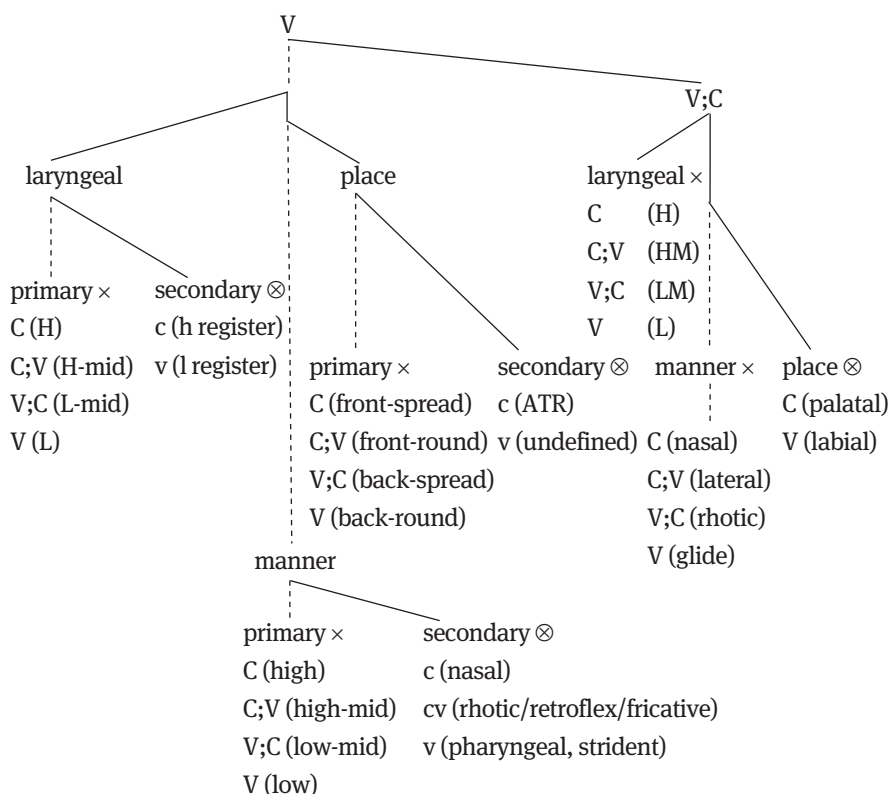 V
V;C
laryngeal place laryngeal ×
C (H)
C;V (HM)
primary × secondary ⊗ V;C (LM)
C (H) c (h register) V (L)
C;V (H-mid) v (l register) primary × secondary ⊗ manner × place ⊗
V;C (L-mid) C (front-spread) c (ATR) C (palatal)
V (L) C;V (front-round) v (undefined) C (nasal) V (labial)
V;C (back-spread) C;V (lateral)
V (back-round) V;C (rhotic)
manner V (glide)
primary × secondary ⊗
C (high) c (nasal)
C;V (high-mid) cv (rhotic/retroflex/fricative)
V;C (low-mid) v (pharyngeal, strident)
V (low)